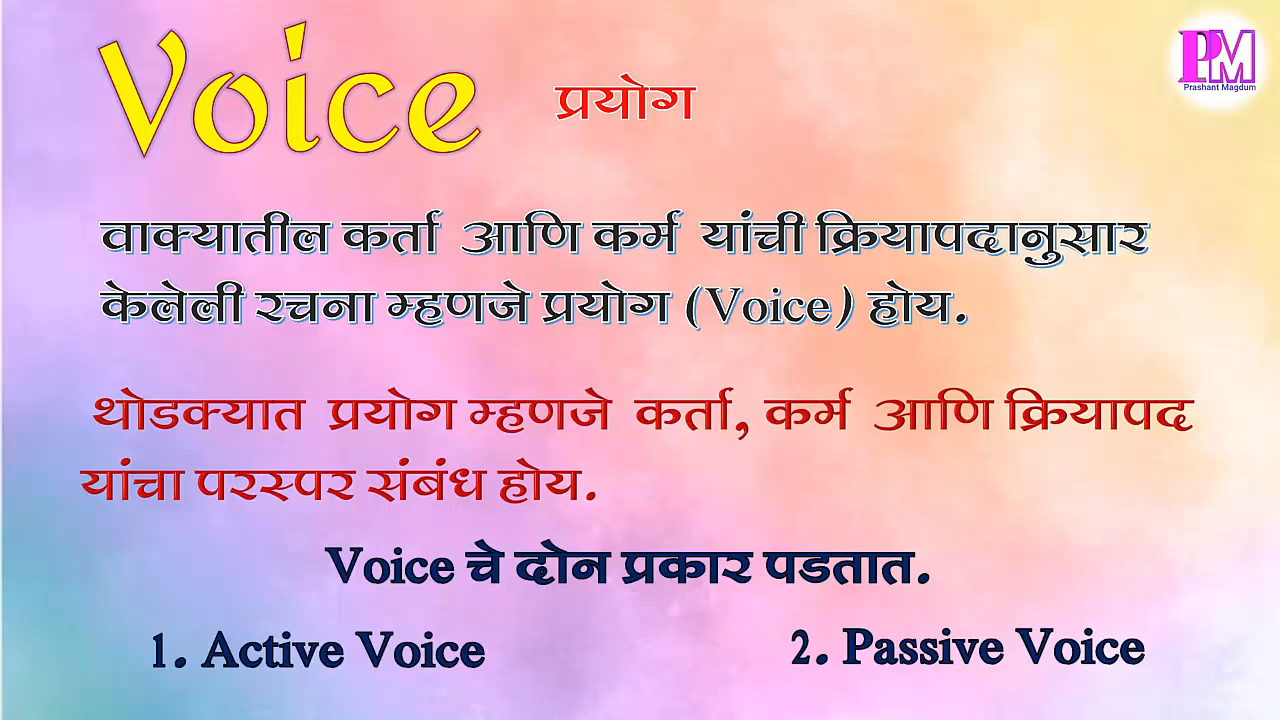 Voice प्रयोग
PM
Prashant Magdum
वाक्यातील कर्ता आणि कर्म यांची क्रियापदानुसार
केलेली रचना म्हणजे प्रयोग (Voice) होय.
थोडक्यात प्रयोग म्हणजे कर्ता, कर्म आणि क्रियापद
यांचा परस्पर संबंध होय.
Voice चे दोन प्रकार पडतात.
1. Active Voice 2. Passive Voice